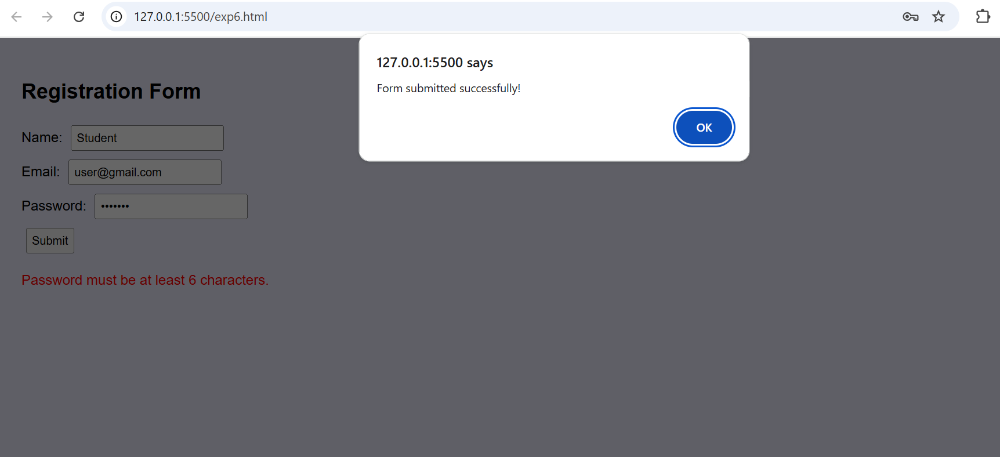 127.0.0.1:5500/exp6.html
127.0.0.1:5500 says
Form submitted successfully!
OK
Registration Form
Name: Student
Email: user@gmail.com
Password: •••••••
Submit
Password must be at least 6 characters.